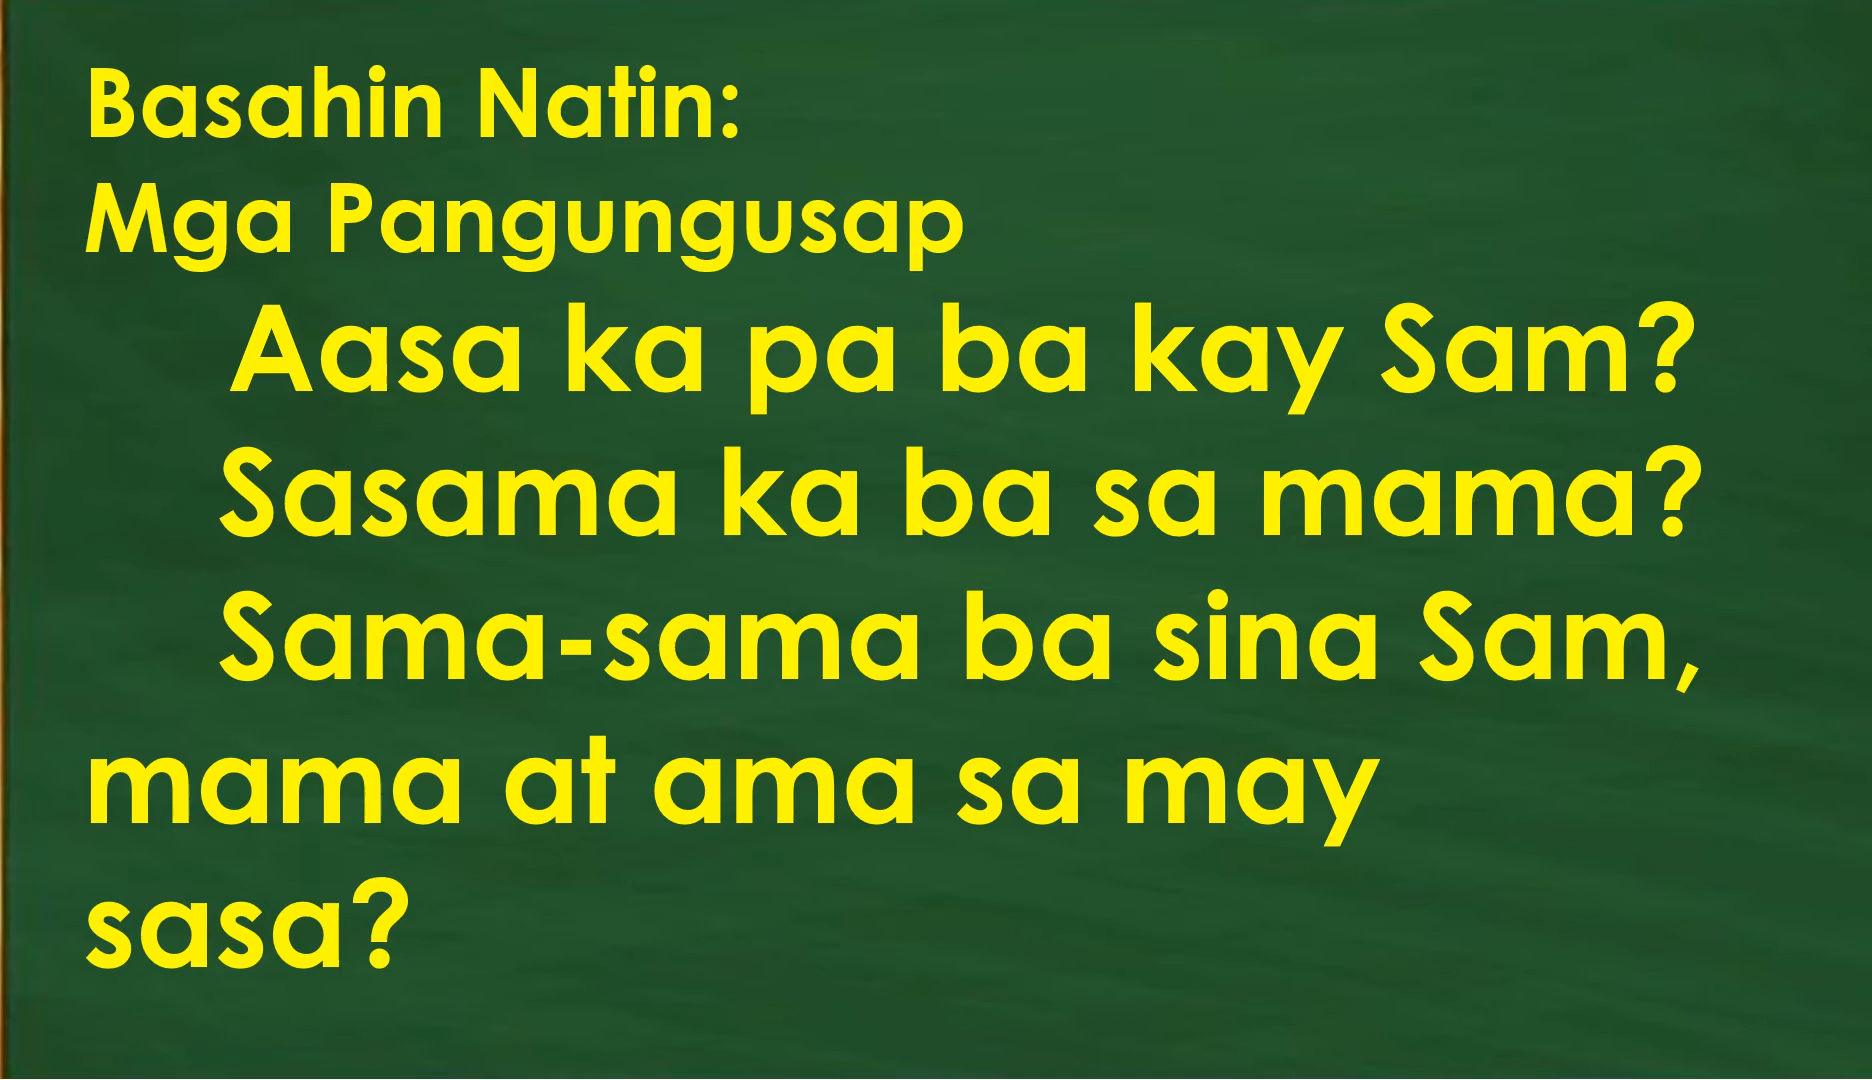 Basahin Natin:
Mga Pangungusap
Aasa ka pa ba kay Sam?
Sasama ka ba sa mama?
Sama-sama ba sina Sam,
mama at ama sa may
sasa?